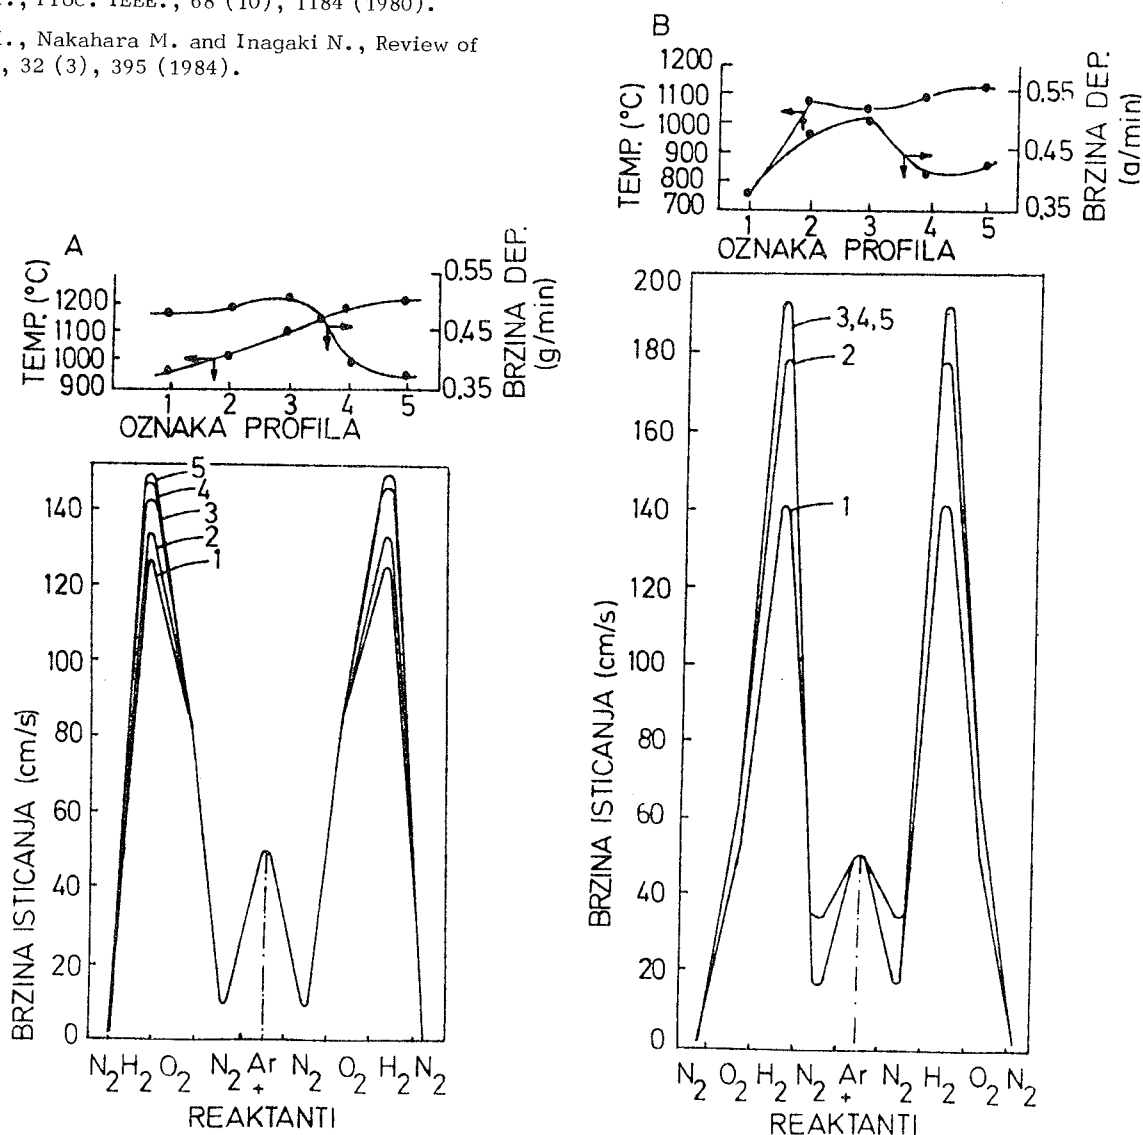 ., Proc. IEEE., 68 (10), 1184 (1980).
., Nakahara M. and Inagaki N., Review of
, 32 (3), 395 (1984).
A
TEMP. (°C)
1200
1100
1000
900
0,55
0,45
0,35
BRZINA DEP.
(g/min)
1 2 3 4 5
OZNAKA PROFILA
5
4
3
2
1
BRZINA ISTICANJA (cm/s)
140
120
100
80
60
40
20
0
N2 H2 O2 N2 Ar + N2 O2 H2 N2
REAKTANTI
B
TEMP. (°C)
1200
1100
1000
900
800
700
0,55
0,45
0,35
BRZINA DEP.
(g/min)
1 2 3 4 5
OZNAKA PROFILA
3,4,5
2
1
BRZINA ISTICANJA (cm/s)
200
180
160
140
120
100
80
60
40
20
0
N2 O2 H2 N2 Ar + N2 H2 O2 N2
REAKTANTI